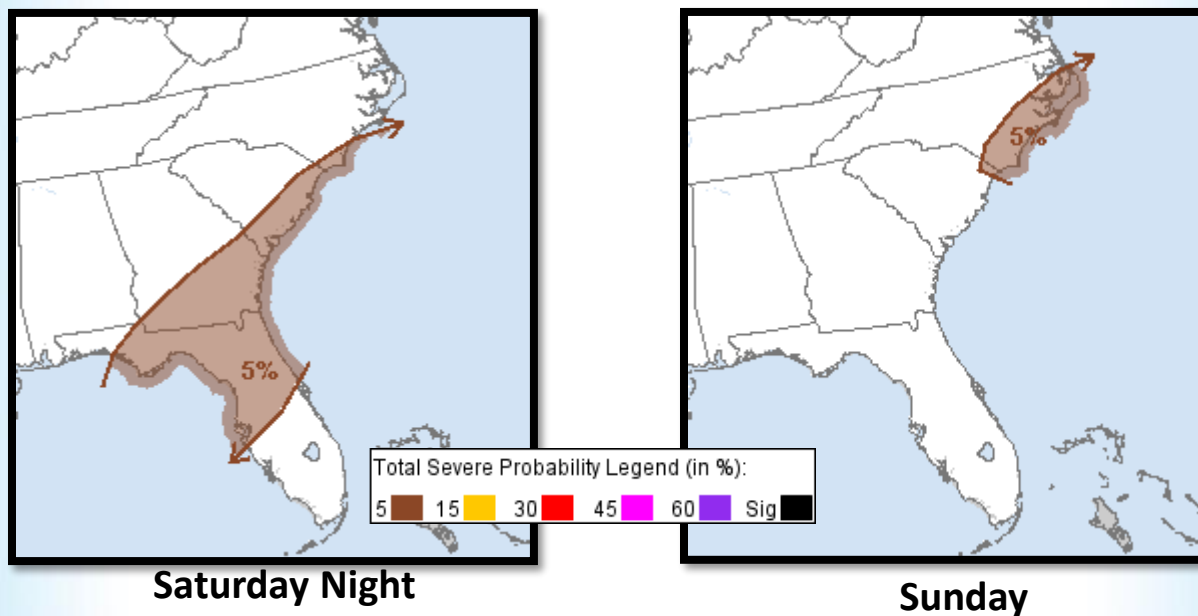 5%
5%
Total Severe Probability Legend (in %):
5 15 30 45 60 Sig
Saturday Night
Sunday